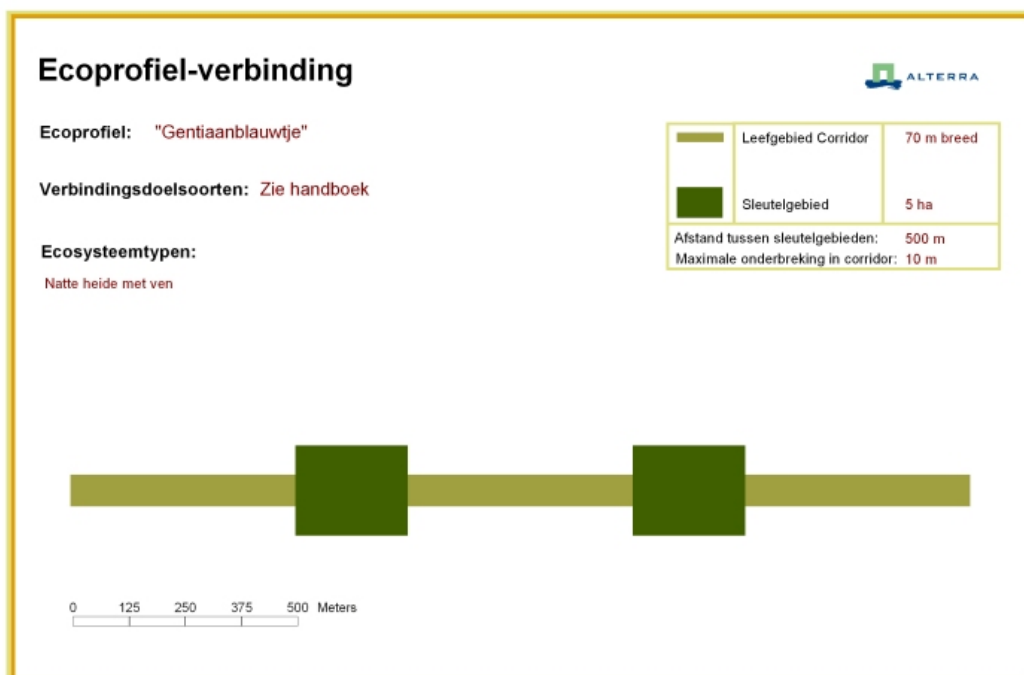 Ecoprofiel-verbinding
ALTERRA
Ecoprofiel: "Gentiaanblauwtje"
Verbindingsdoelsoorten: Zie handboek
Ecosysteemtypen:
Natte heide met ven
Leefgebied Corridor 70 m breed
Sleutelgebied 5 ha
Afstand tussen sleutelgebieden: 500 m
Maximale onderbreking in corridor: 10 m
0 125 250 375 500 Meters